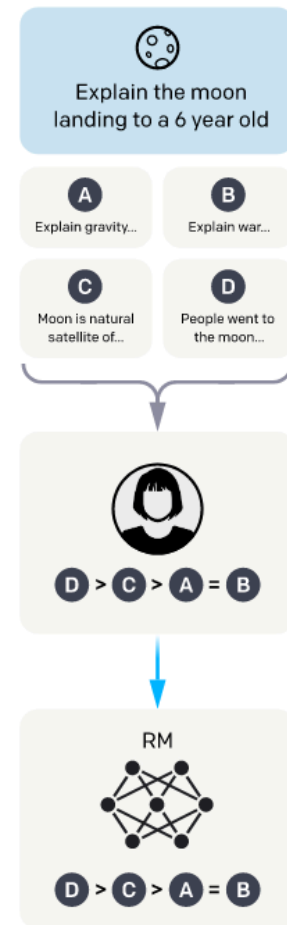 Explain the moon
landing to a 6 year old
A
Explain gravity...
B
Explain war...
C
Moon is natural
satellite of...
D
People went to
the moon...
D > C > A = B
RM
D > C > A = B